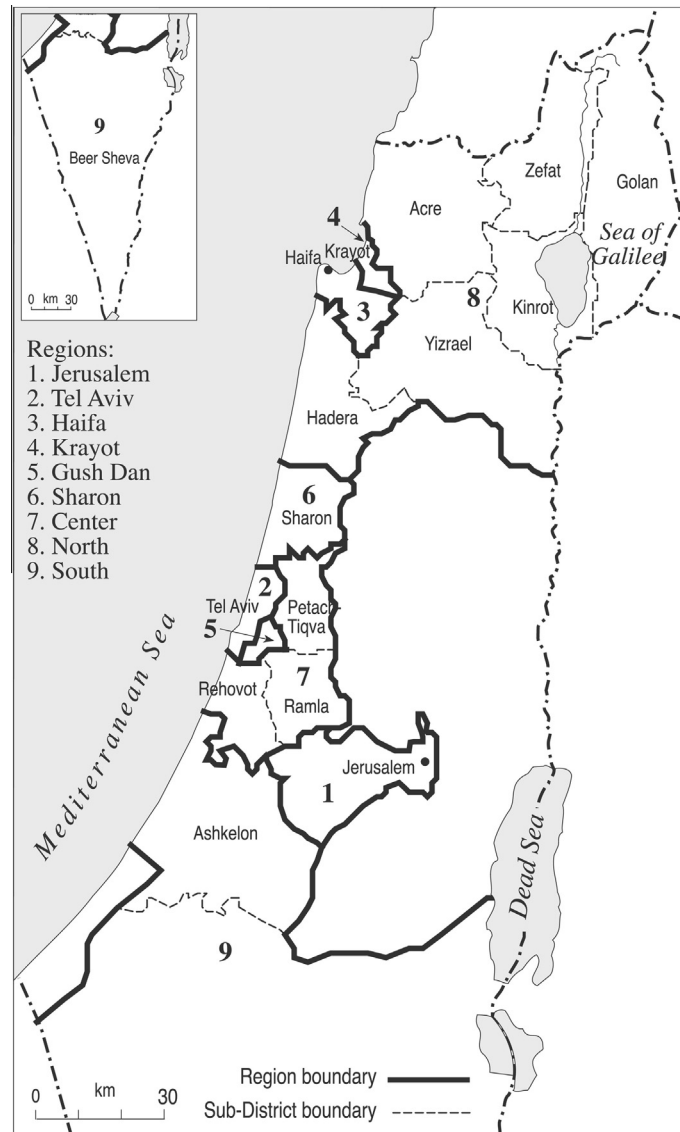 9
Beer Sheva
0 km 30
Regions:
1. Jerusalem
2. Tel Aviv
3. Haifa
4. Krayot
5. Gush Dan
6. Sharon
7. Center
8. North
9. South
Zefat
Golan
Acre
4
Krayot
Haifa
Sea of
Galilee
8
Kinrot
3
Yizrael
Hadera
6
Sharon
2
Tel Aviv
Petach-
Tiqva
5
7
Rehovot
Ramla
Jerusalem
1
Mediterranean Sea
Ashkelon
Dead Sea
9
0 km 30
Region boundary
Sub-District boundary